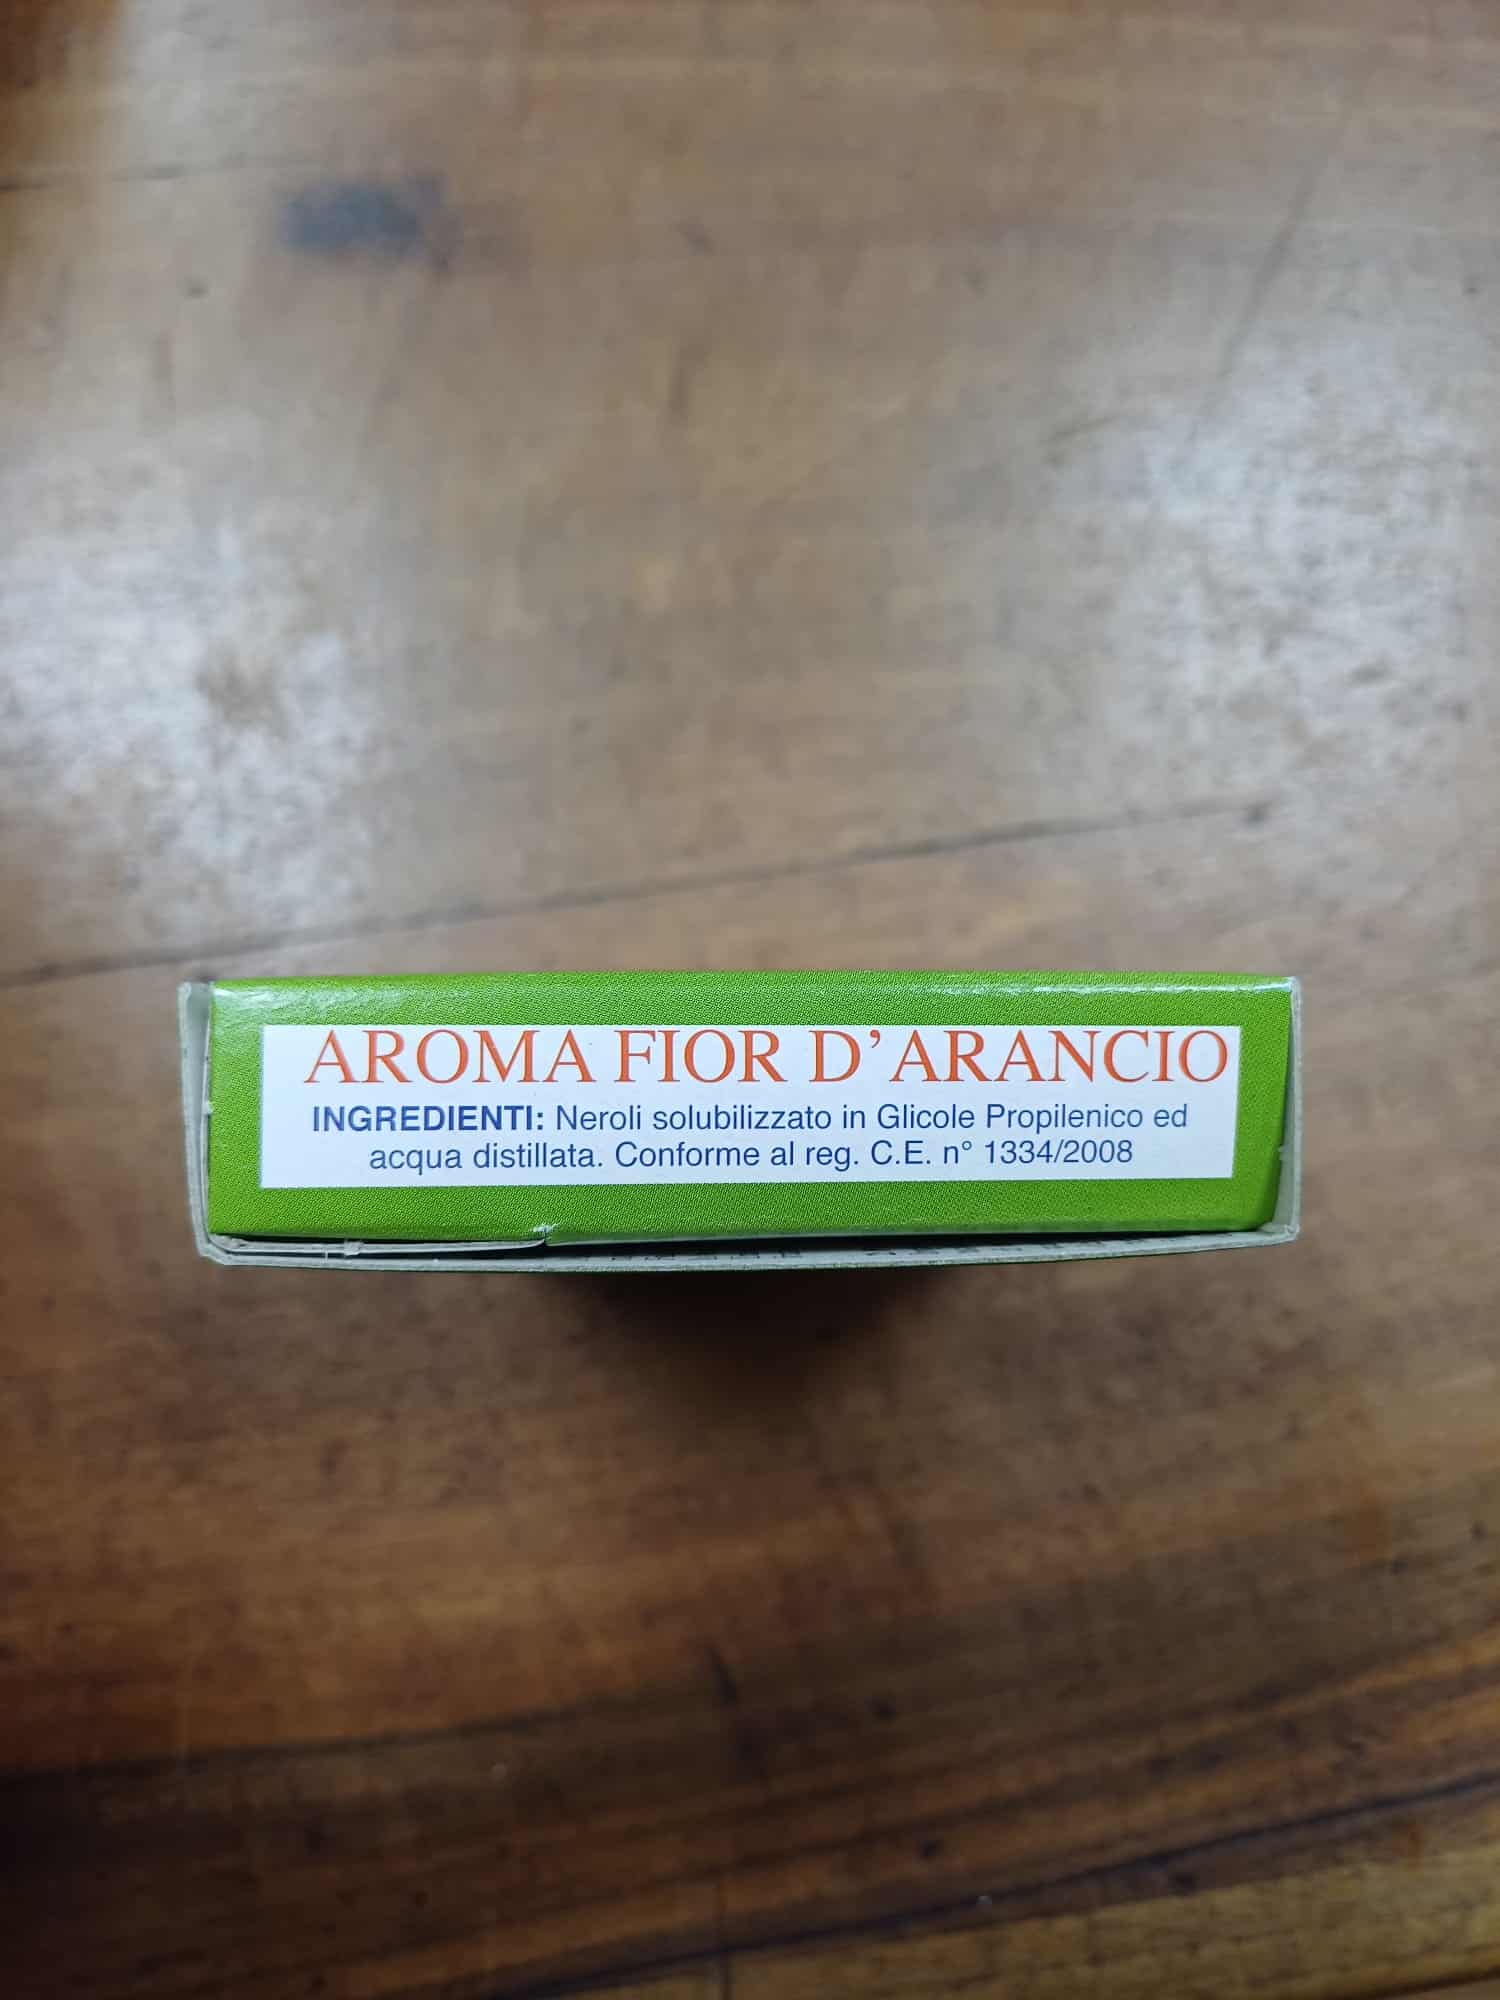 AROMA FIOR D'ARANCIO
INGREDIENTI: Neroli solubilizzato in Glicole Propilenico ed
acqua distillata. Conforme al reg. C.E. n° 1334/2008